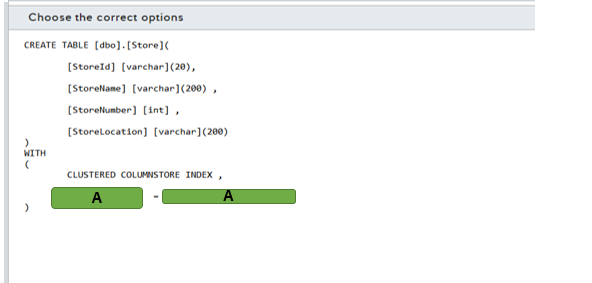 Choose the correct options
CREATE TABLE [dbo].[Store](
[StoreId] [varchar](20),
[StoreName] [varchar](200) ,
[StoreNumber] [int] ,
[StoreLocation] [varchar](200)
)
WITH
(
CLUSTERED COLUMNSTORE INDEX ,
A - A
)